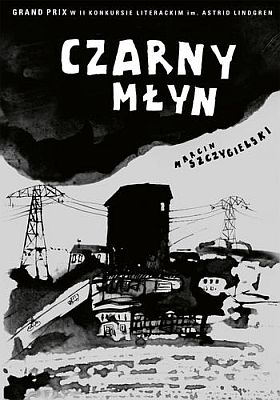 GRAND PRIX W II KONKURSIE LITERACKIM im. ASTRID LINDGREN
CZARNY
MŁYN
MARCIN
SZCZYGIELSKI